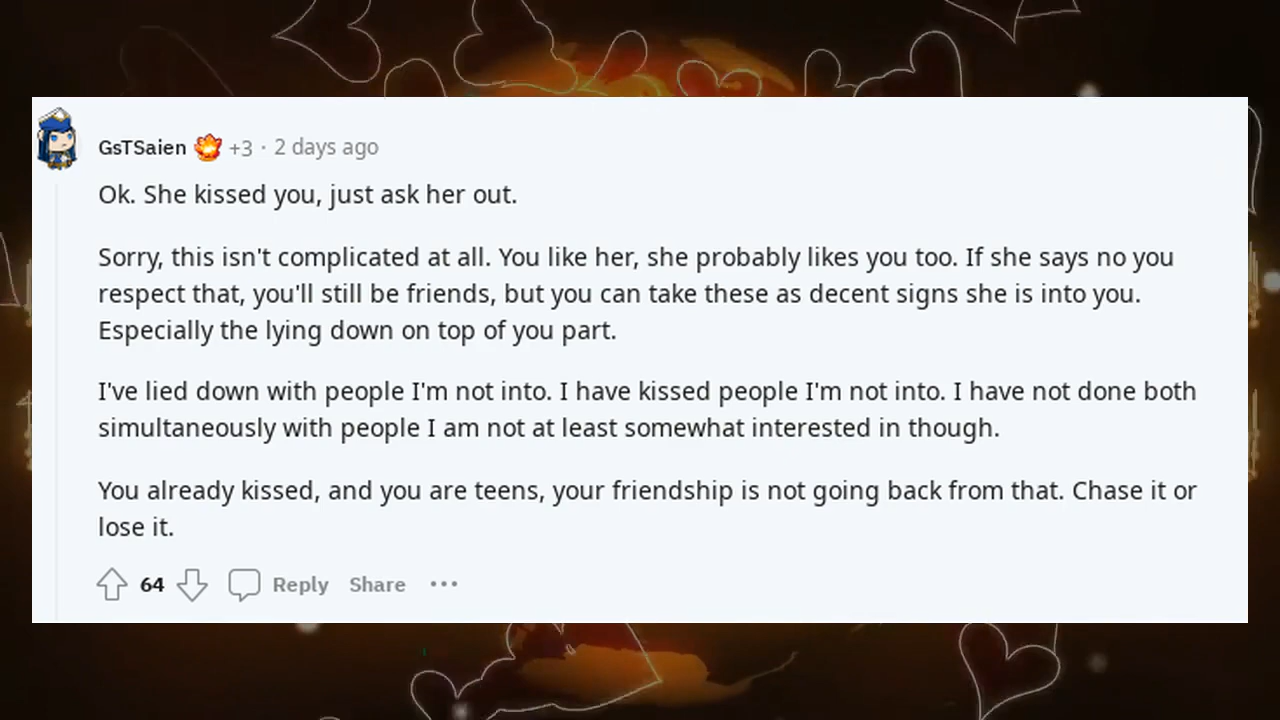 GsTSaien +3 · 2 days ago
Ok. She kissed you, just ask her out.
Sorry, this isn't complicated at all. You like her, she probably likes you too. If she says no you
respect that, you'll still be friends, but you can take these as decent signs she is into you.
Especially the lying down on top of you part.
I've lied down with people I'm not into. I have kissed people I'm not into. I have not done both
simultaneously with people I am not at least somewhat interested in though.
You already kissed, and you are teens, your friendship is not going back from that. Chase it or
lose it.
64 Reply Share ···